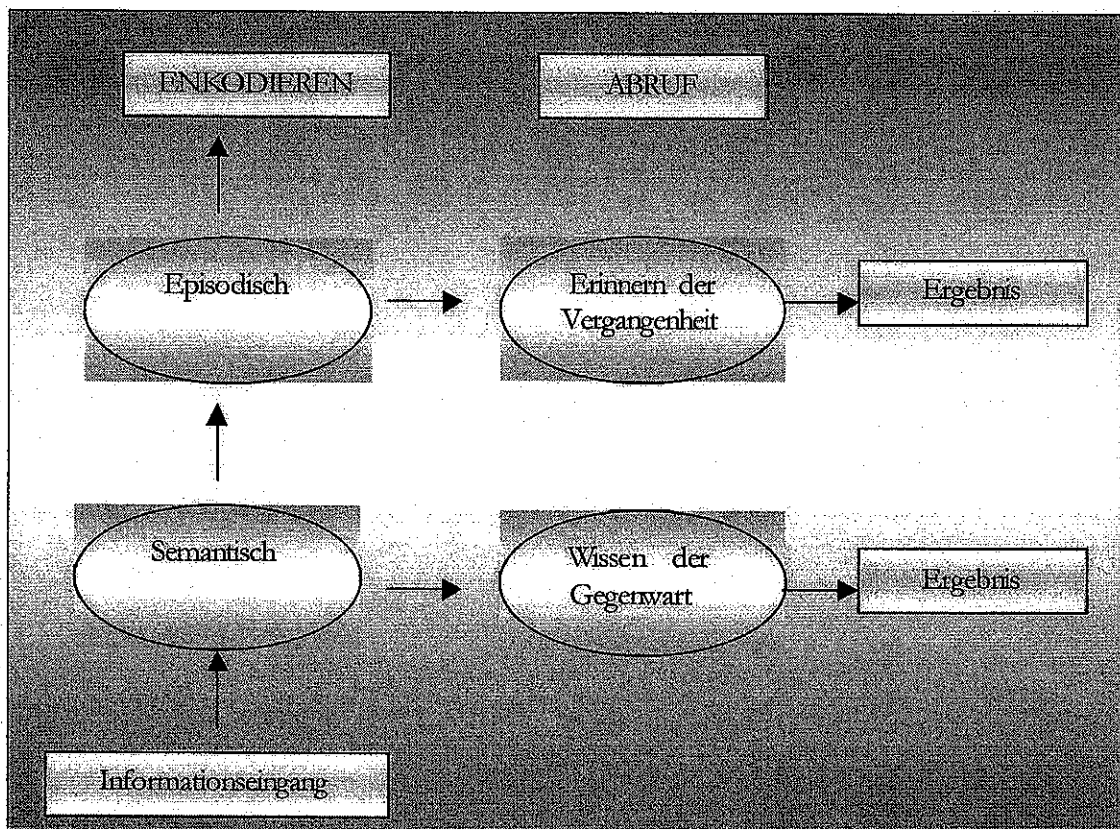 ENKODIEREN
ABRUF
Episodisch
Erinnern der
Vergangenheit
Ergebnis
Semantisch
Wissen der
Gegenwart
Ergebnis
Informationseingang